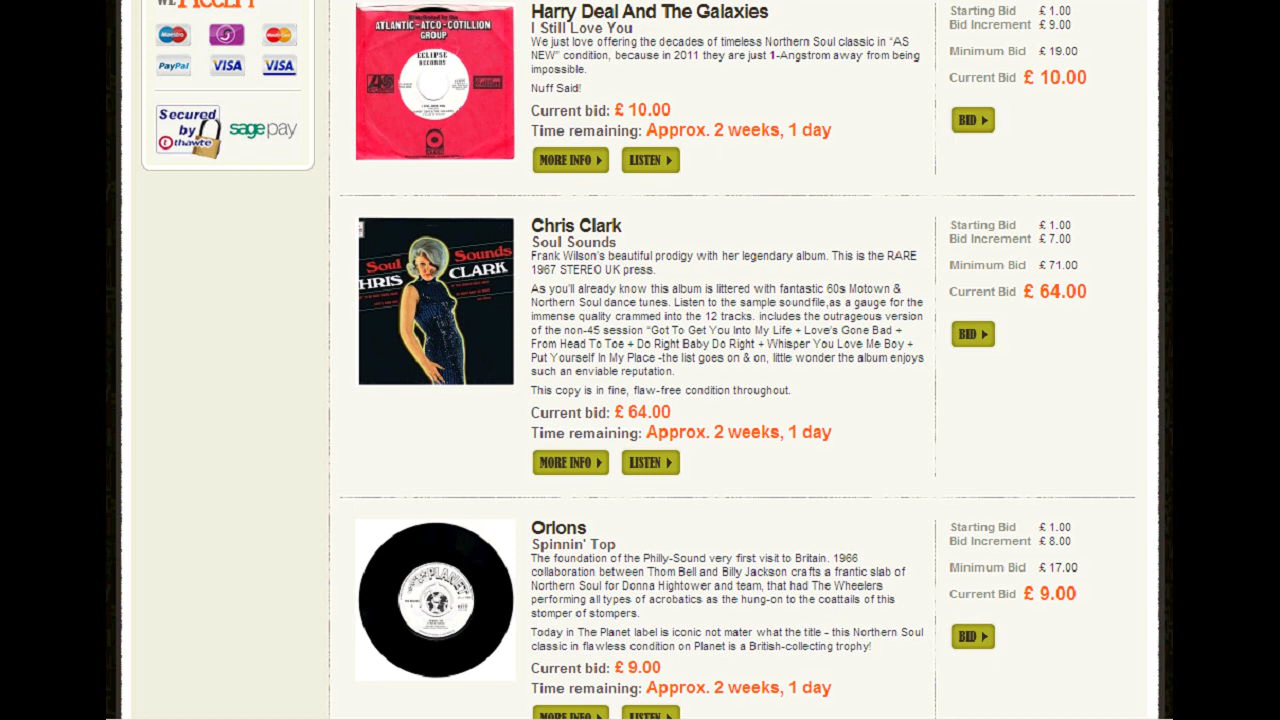 WE ACCEPT
Maestro
MasterCard
PayPal
VISA
VISA
Secured
by
thawte
sage pay
ATLANTIC-ATCO-COTILLION
GROUP
ECLIPSE
RECORDS
Harry Deal And The Galaxies
I Still Love You
We just love offering the decades of timeless Northern Soul classic in “AS
NEW” condition, because in 2011 they are just 1-Angstrom away from being
impossible.
Nuff Said!
Current bid: £ 10.00
Time remaining: Approx. 2 weeks, 1 day
MORE INFO
LISTEN
Starting Bid £ 1.00
Bid Increment £ 9.00
Minimum Bid £ 19.00
Current Bid £ 10.00
BID
Soul Sounds
HRIS CLARK
Chris Clark
Soul Sounds
Frank Wilson's beautiful prodigy with her legendary album. This is the RARE
1967 STEREO UK press.
As you'll already know this album is littered with fantastic 60s Motown &
Northern Soul dance tunes. Listen to the sample soundfile,as a gauge for the
immense quality crammed into the 12 tracks. includes the outrageous version
of the non-45 session “Got To Get You Into My Life + Love's Gone Bad +
From Head To Toe + Do Right Baby Do Right + Whisper You Love Me Boy +
Put Yourself In My Place -the list goes on & on, little wonder the album enjoys
such an enviable reputation.
This copy is in fine, flaw-free condition throughout.
Current bid: £ 64.00
Time remaining: Approx. 2 weeks, 1 day
MORE INFO
LISTEN
Starting Bid £ 1.00
Bid Increment £ 7.00
Minimum Bid £ 71.00
Current Bid £ 64.00
BID
PLANET
Orlons
Spinnin' Top
The foundation of the Philly-Sound very first visit to Britain. 1966
collaboration between Thom Bell and Billy Jackson crafts a frantic slab of
Northern Soul for Donna Hightower and team, that had The Wheelers
performing all types of acrobatics as the hung-on to the coattails of this
stomper of stompers.
Today in The Planet label is iconic not mater what the title - this Northern Soul
classic in flawless condition on Planet is a British-collecting trophy!
Current bid: £ 9.00
Time remaining: Approx. 2 weeks, 1 day
MORE INFO
LISTEN
Starting Bid £ 1.00
Bid Increment £ 8.00
Minimum Bid £ 17.00
Current Bid £ 9.00
BID